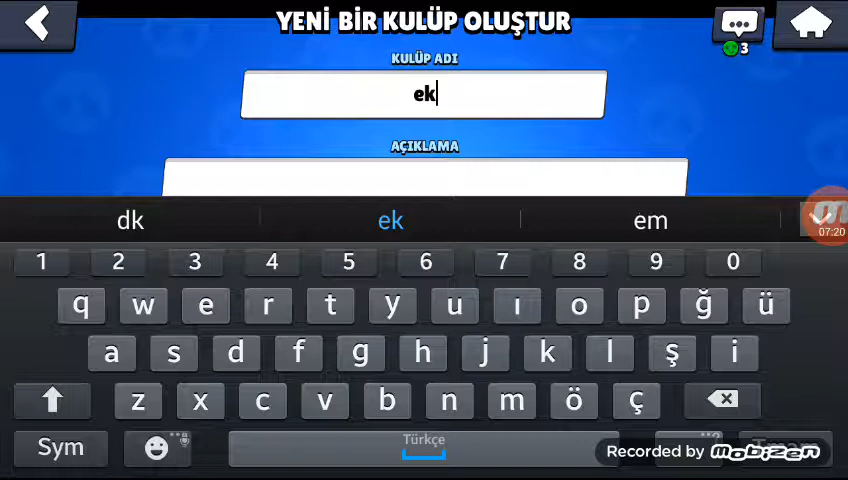 YENİ BİR KULÜP OLUŞTUR
3
KULÜP ADI
ek
AÇIKLAMA
dk ek em
07:20
1 2 3 4 5 6 7 8 9 0
q w e r t y u ı o p ğ ü
a s d f g h j k l ş i
z x c v b n m ö ç
Sym Türkçe Tmam
Recorded by mobizen